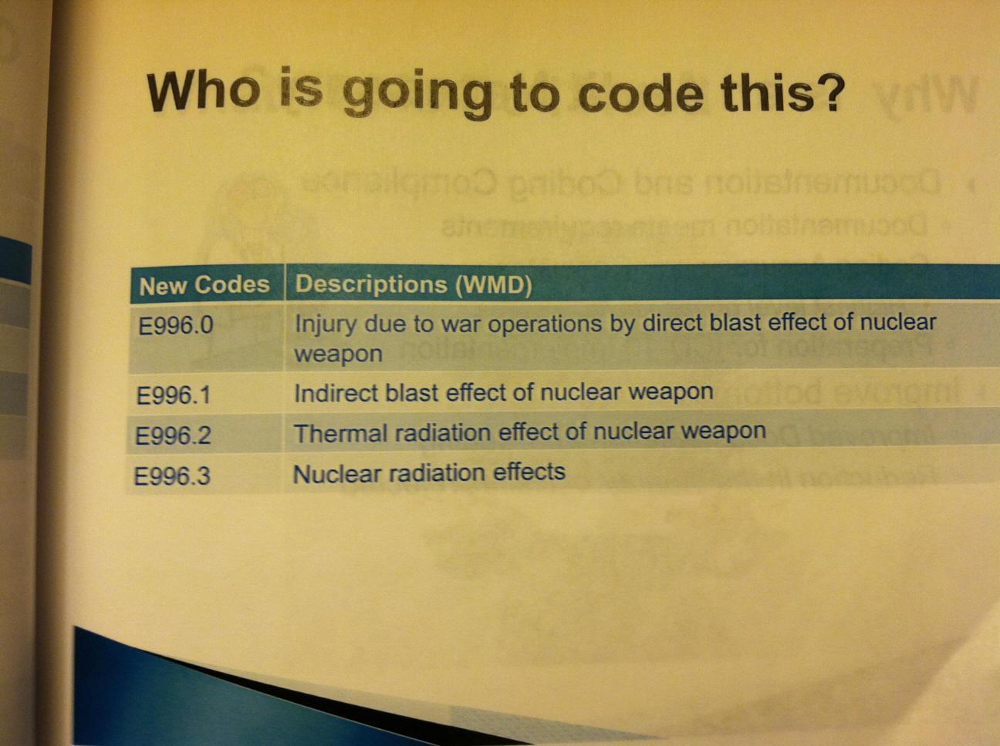 Who is going to code this?
New Codes Descriptions (WMD)
E996.0 Injury due to war operations by direct blast effect of nuclear
weapon
E996.1 Indirect blast effect of nuclear weapon
E996.2 Thermal radiation effect of nuclear weapon
E996.3 Nuclear radiation effects